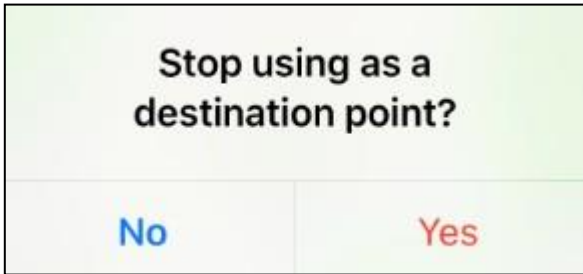 Stop using as a
destination point?
No
Yes